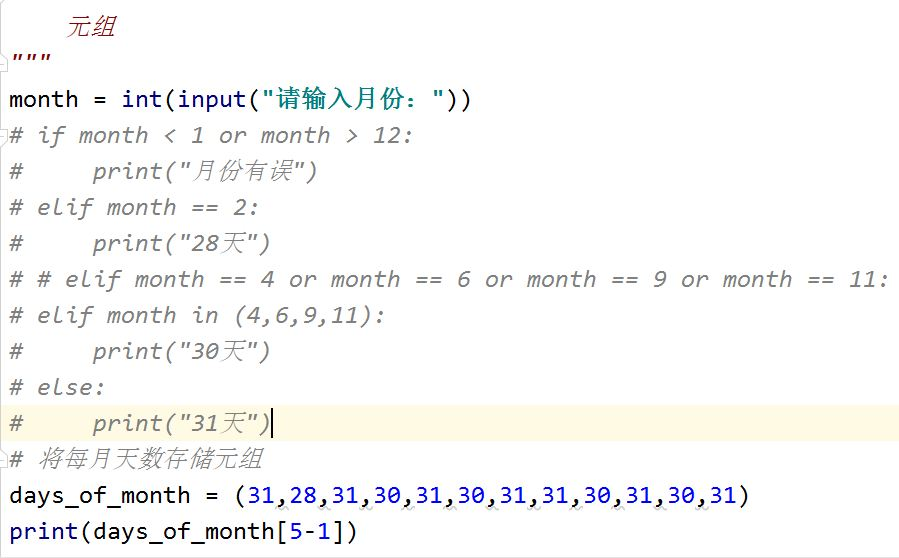 元组
"""
month = int(input("请输入月份："))
# if month < 1 or month > 12:
#     print("月份有误")
# elif month == 2:
#     print("28天")
# # elif month == 4 or month == 6 or month == 9 or month == 11:
# elif month in (4,6,9,11):
#     print("30天")
# else:
#     print("31天")
# 将每月天数存储元组
days_of_month = (31,28,31,30,31,30,31,31,30,31,30,31)
print(days_of_month[5-1])